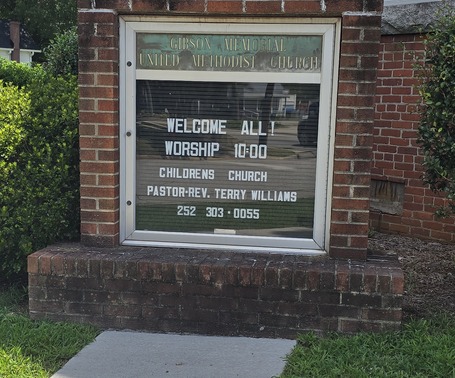 GIBSON MEMORIAL
UNITED METHODIST CHURCH
WELCOME ALL!
WORSHIP 10:00
CHILDRENS CHURCH
PASTOR-REV. TERRY WILLIAMS
252 303-0055